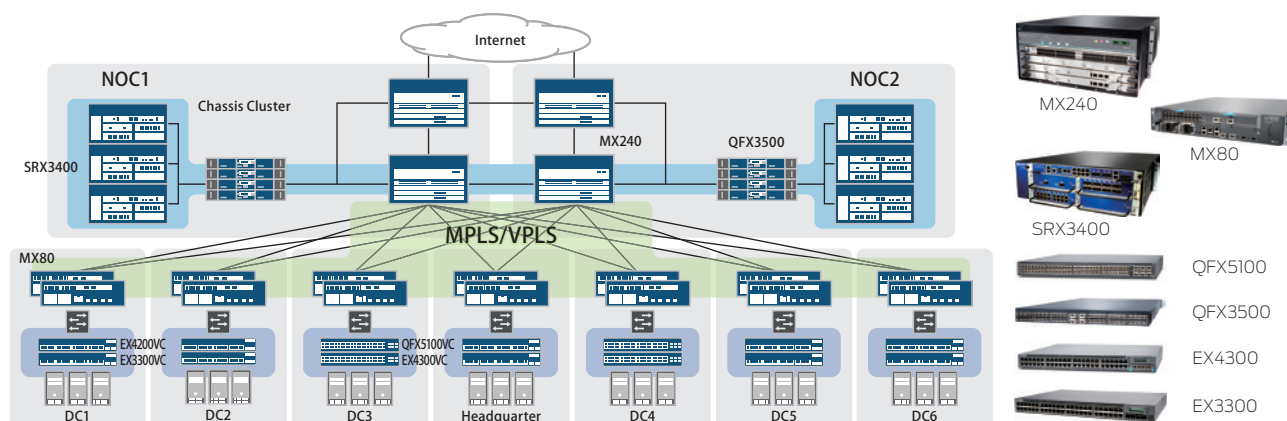 Internet
NOC1
NOC2
Chassis Cluster
MX240
MX80
SRX3400
MX240
QFX3500
SRX3400
MPLS/VPLS
MX80
QFX5100
QFX3500
EX4200VC
EX3300VC
QFX5100VC
EX4300VC
EX4300
EX3300
DC1
DC2
DC3
Headquarter
DC4
DC5
DC6